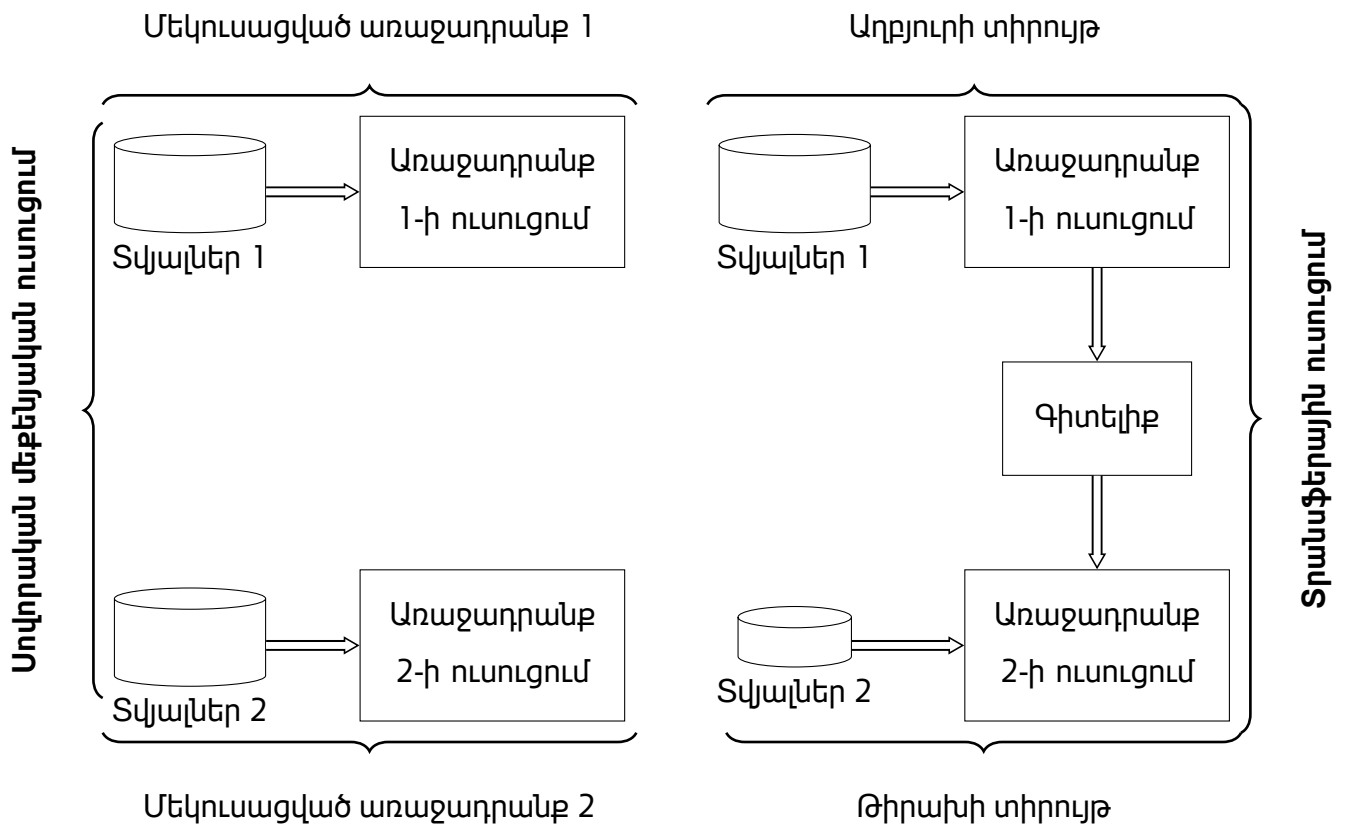 Մեկուսացված առաջադրանք 1
Աղբյուրի տիրույթ
Սովորական մեքենյական ուսուցում
Տվյալներ 1
Առաջադրանք
1-ի ուսուցում
Տվյալներ 1
Առաջադրանք
1-ի ուսուցում
Գիտելիք
Տրանսֆերային ուսուցում
Տվյալներ 2
Առաջադրանք
2-ի ուսուցում
Տվյալներ 2
Առաջադրանք
2-ի ուսուցում
Մեկուսացված առաջադրանք 2
Թիրախի տիրույթ